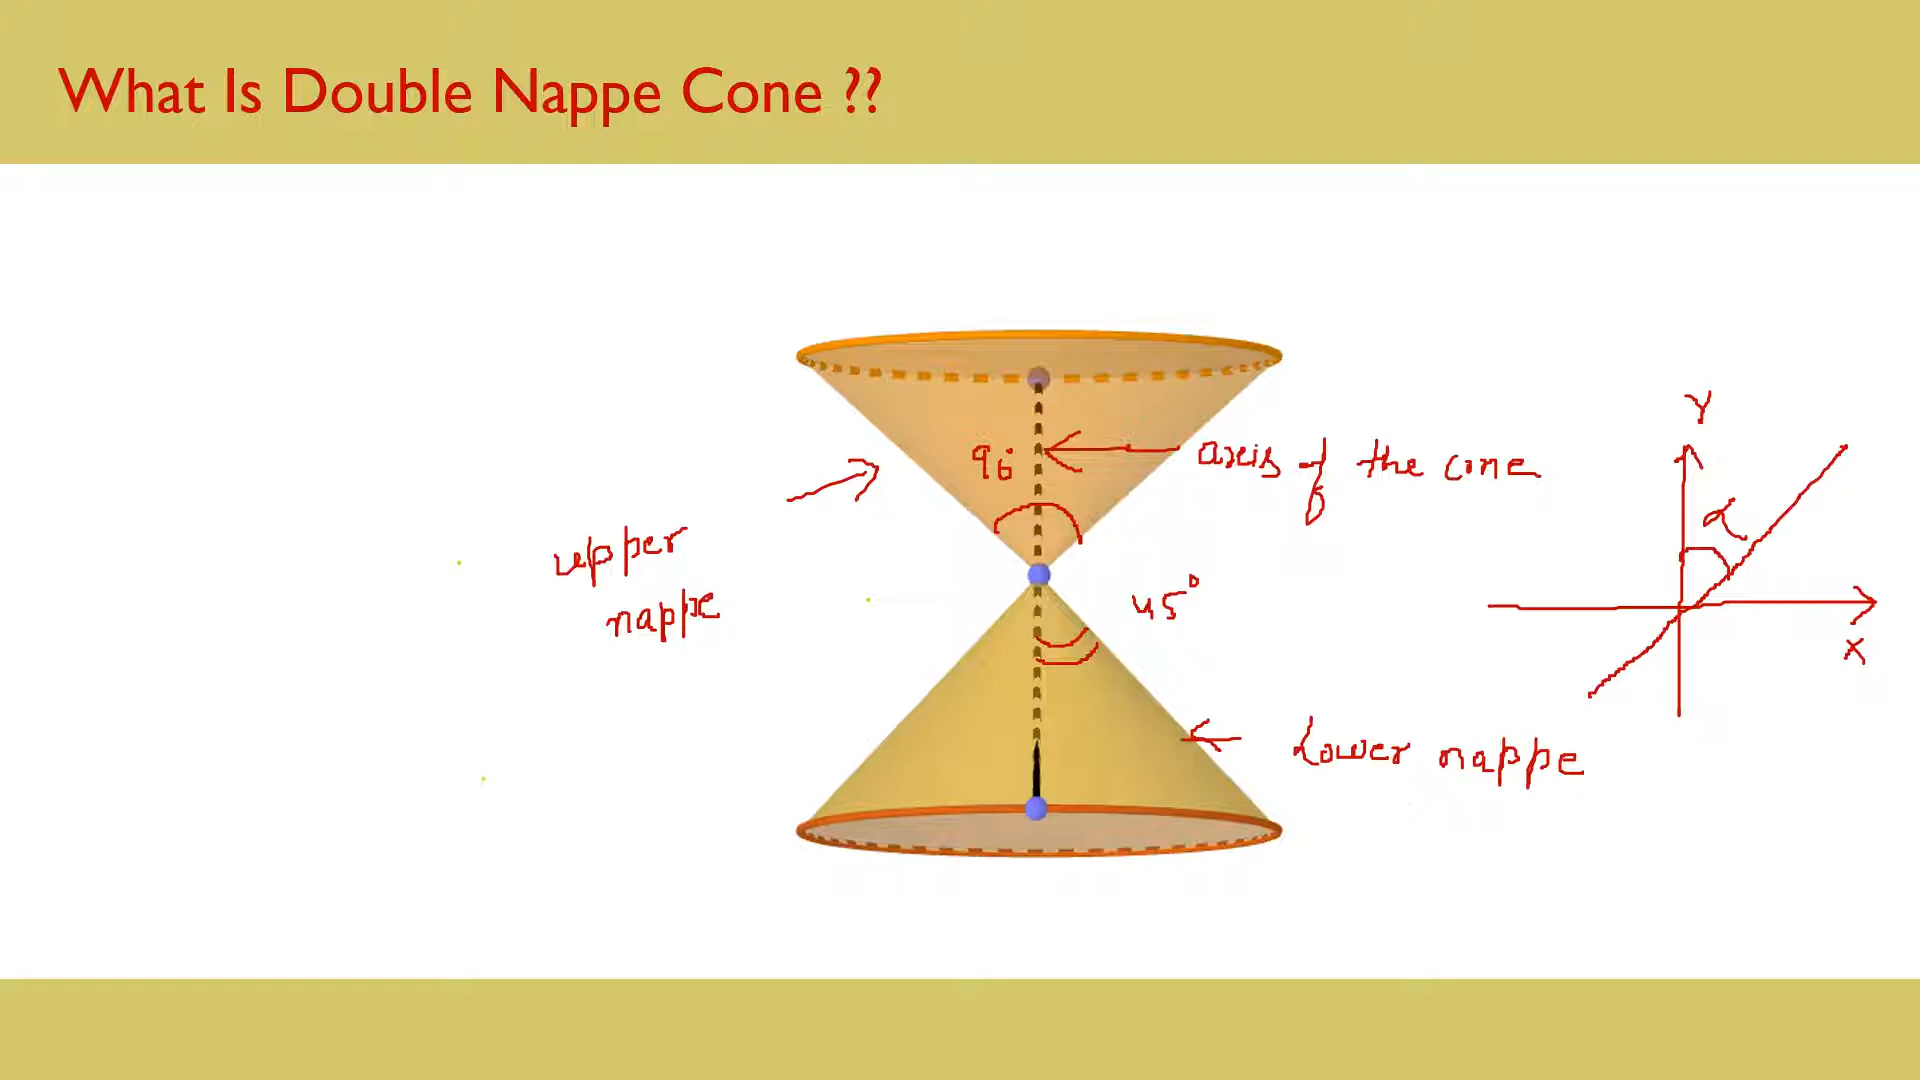 What Is Double Nappe Cone ??
Y
90°
axis of the cone
α
upper
nappe
45°
X
Lower nappe